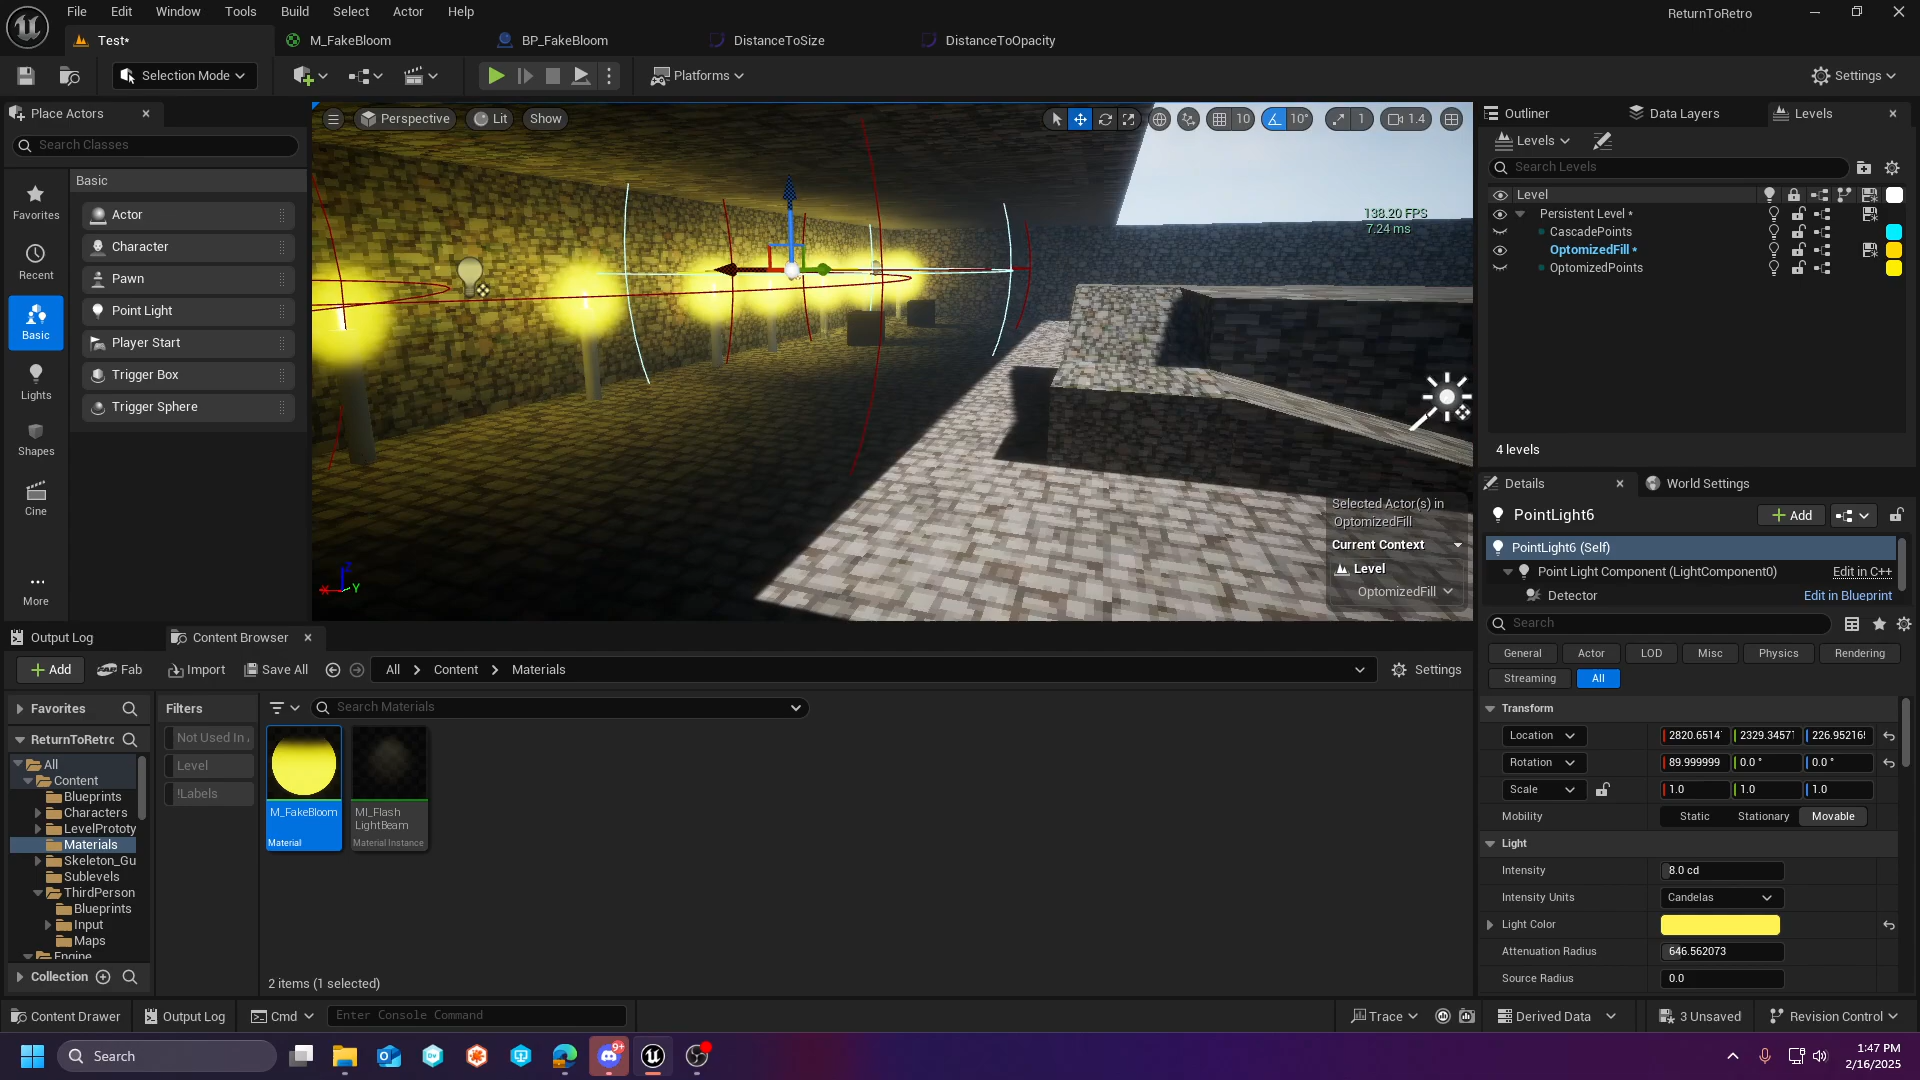 File Edit Window Tools Build Select Actor Help
ReturnToRetro
Test*
M_FakeBloom
BP_FakeBloom
DistanceToSize
DistanceToOpacity
Selection Mode
Platforms
Settings
Place Actors
Search Classes
Basic
Favorites
Recent
Basic
Lights
Shapes
Cine
More
Actor
Character
Pawn
Point Light
Player Start
Trigger Box
Trigger Sphere
Perspective
Lit
Show
10
10°
1
1.4
138.20 FPS
7.24 ms
Selected Actor(s) in
OptomizedFill
Current Context
Level
OptomizedFill
X Z Y
Outliner
Data Layers
Levels
Levels
Search Levels
Level
Persistent Level *
CascadePoints
OptomizedFill *
OptomizedPoints
4 levels
Details
World Settings
PointLight6
Add
PointLight6 (Self)
Point Light Component (LightComponent0)
Edit in C++
Detector
Edit in Blueprint
Search
General
Actor
LOD
Misc
Physics
Rendering
Streaming
All
Transform
Location
2820.6514
2329.3457
226.95216
Rotation
89.999999
0.0 °
0.0 °
Scale
1.0
1.0
1.0
Mobility
Static
Stationary
Movable
Light
Intensity
8.0 cd
Intensity Units
Candelas
Light Color
Attenuation Radius
646.562073
Source Radius
0.0
Output Log
Content Browser
Add
Fab
Import
Save All
All
Content
Materials
Settings
Favorites
ReturnToRetro
All
Content
Blueprints
Characters
LevelPrototy
Materials
Skeleton_Gu
Sublevels
ThirdPerson
Blueprints
Input
Maps
Engine
Collection
Filters
Not Used In
Level
!Labels
Search Materials
M_FakeBloom
Material
MI_Flash
LightBeam
Material Instance
2 items (1 selected)
Content Drawer
Output Log
Cmd
Enter Console Command
Trace
Derived Data
3 Unsaved
Revision Control
Search
9+
1:47 PM
2/16/2025